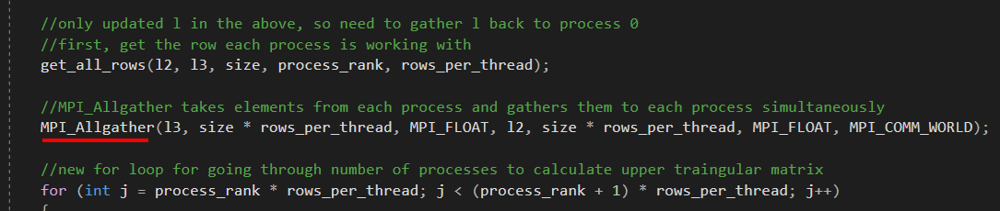 //only updated l in the above, so need to gather l back to process 0
//first, get the row each process is working with
get_all_rows(l2, l3, size, process_rank, rows_per_thread);
//MPI_Allgather takes elements from each process and gathers them to each process simultaneously
MPI_Allgather(l3, size * rows_per_thread, MPI_FLOAT, l2, size * rows_per_thread, MPI_FLOAT, MPI_COMM_WORLD);
//new for loop for going through number of processes to calculate upper traingular matrix
for (int j = process_rank * rows_per_thread; j < (process_rank + 1) * rows_per_thread; j++)
{